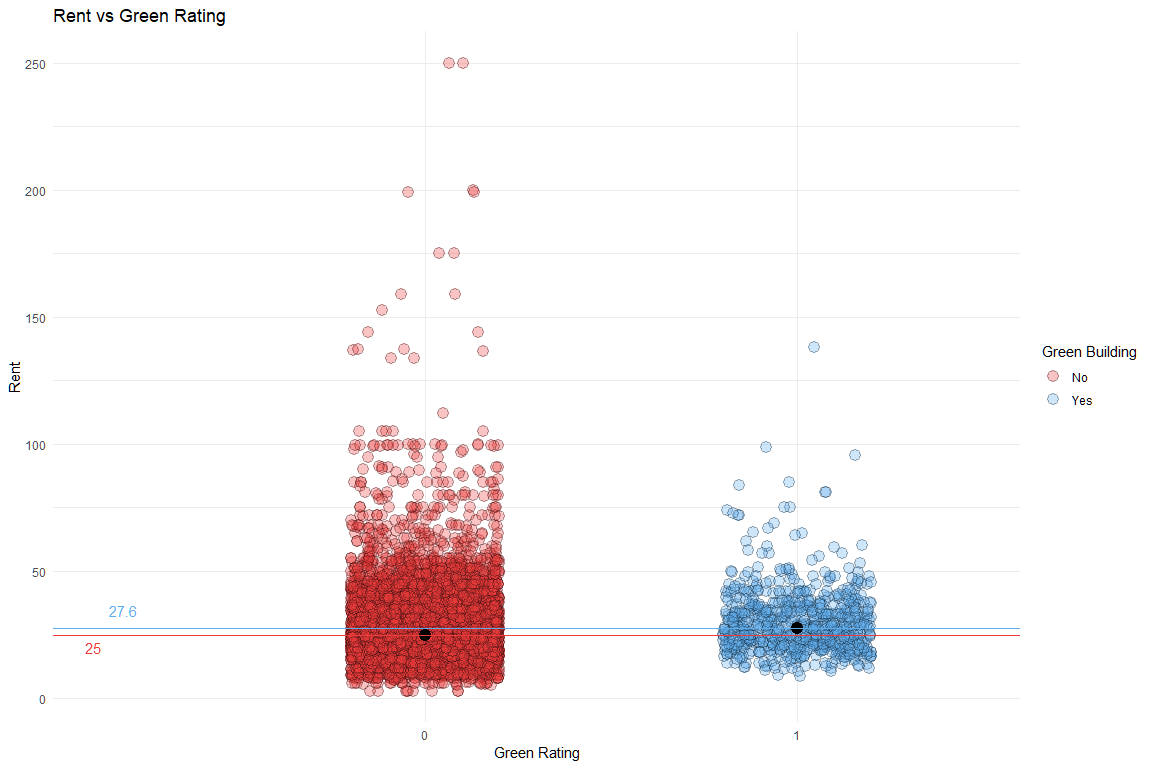 Rent vs Green Rating
250
200
150
100
50
0
Rent
27.6
25
0
1
Green Rating
Green Building
No
Yes